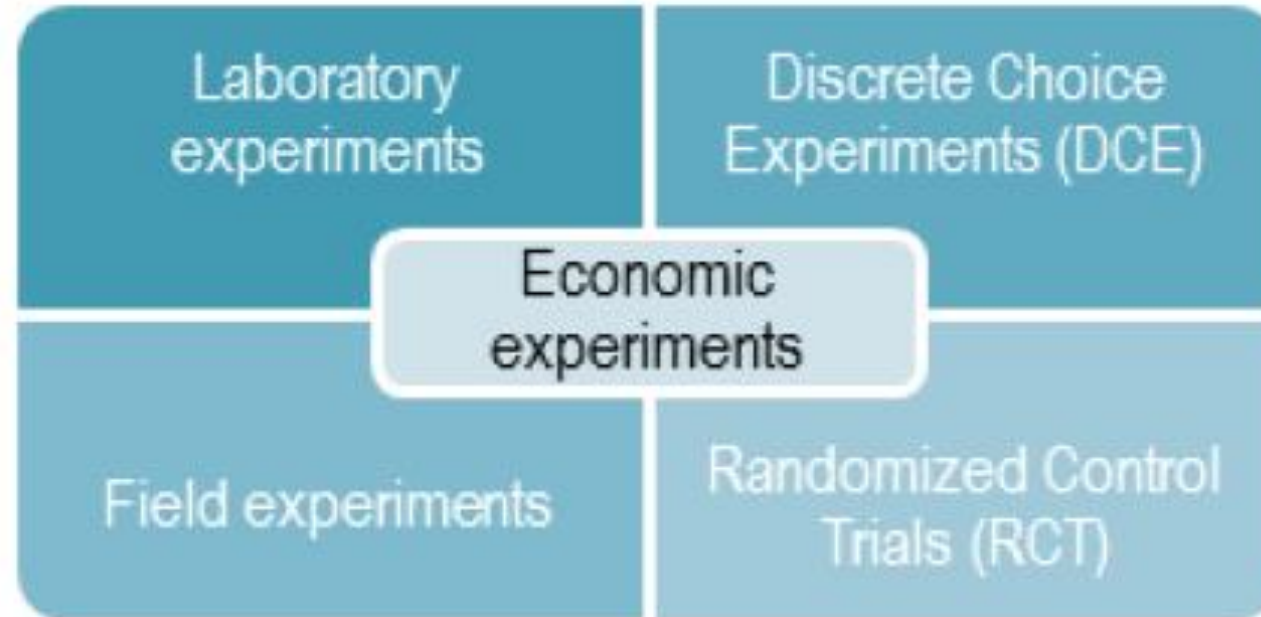 Laboratory
experiments
Discrete Choice
Experiments (DCE)
Economic
experiments
Field experiments
Randomized Control
Trials (RCT)